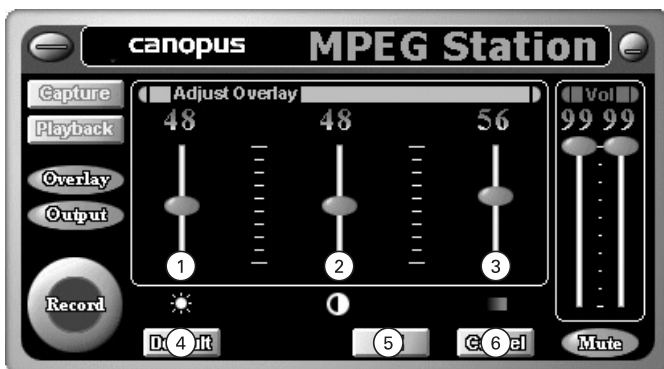 canopus MPEG Station
Capture
Playback
Adjust Overlay
Vol
48 48 56
99 99
Overlay
Output
1 2 3
Record
4 5 6
Mute